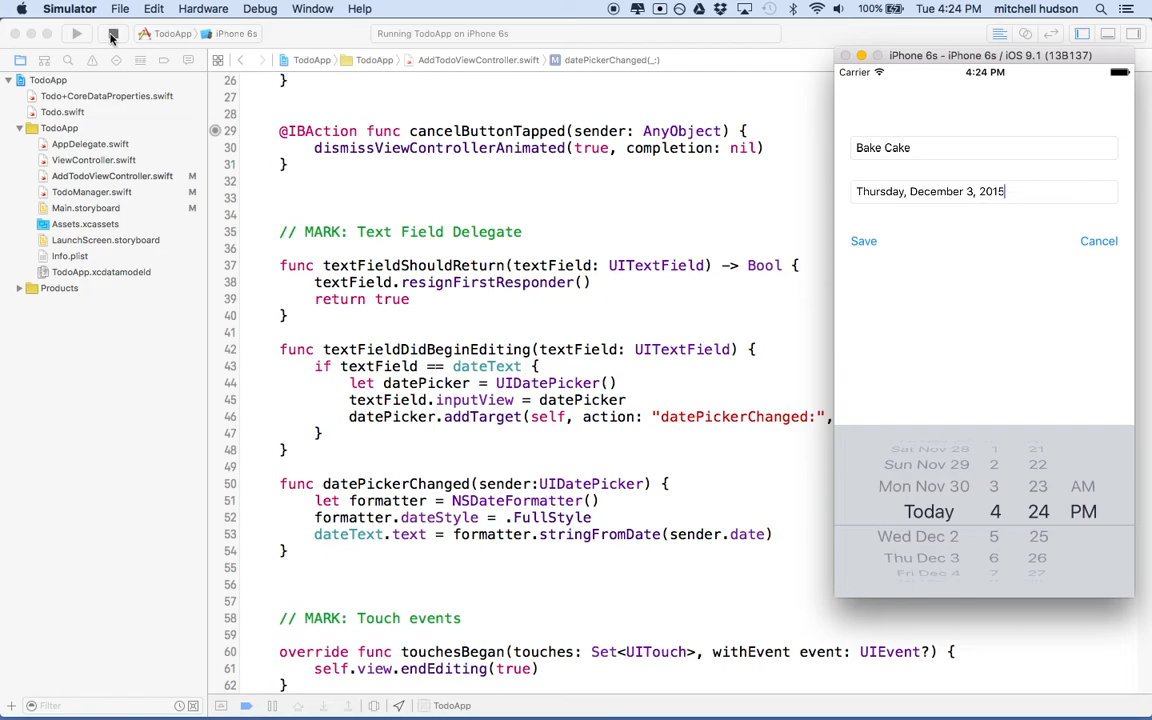 Simulator File Edit Hardware Debug Window Help 100% Tue 4:24 PM mitchell hudson
TodoApp iPhone 6s Running TodoApp on iPhone 6s
TodoApp TodoApp AddTodoViewController.swift datePickerChanged(_:)
TodoApp
Todo+CoreDataProperties.swift
Todo.swift
TodoApp
AppDelegate.swift
ViewController.swift
AddTodoViewController.swift M
TodoManager.swift M
Main.storyboard M
Assets.xcassets
LaunchScreen.storyboard
Info.plist
TodoApp.xcdatamodeld
Products
Filter
26 }
27
28
29 @IBAction func cancelButtonTapped(sender: AnyObject) {
30 dismissViewControllerAnimated(true, completion: nil)
31 }
32
33
34
35 // MARK: Text Field Delegate
36
37 func textFieldShouldReturn(textField: UITextField) -> Bool {
38 textField.resignFirstResponder()
39 return true
40 }
41
42 func textFieldDidBeginEditing(textField: UITextField) {
43 if textField == dateText {
44 let datePicker = UIDatePicker()
45 textField.inputView = datePicker
46 datePicker.addTarget(self, action: "datePickerChanged:",
47 }
48 }
49
50 func datePickerChanged(sender:UIDatePicker) {
51 let formatter = NSDateFormatter()
52 formatter.dateStyle = .FullStyle
53 dateText.text = formatter.stringFromDate(sender.date)
54 }
55
56
57
58 // MARK: Touch events
59
60 override func touchesBegan(touches: Set<UITouch>, withEvent event: UIEvent?) {
61 self.view.endEditing(true)
62 }
TodoApp
iPhone 6s - iPhone 6s / iOS 9.1 (13B137)
Carrier 4:24 PM
Bake Cake
Thursday, December 3, 2015
Save Cancel
Sat Nov 28 1 21
Sun Nov 29 2 22
Mon Nov 30 3 23 AM
Today 4 24 PM
Wed Dec 2 5 25
Thu Dec 3 6 26
Fri Dec 4 7 27